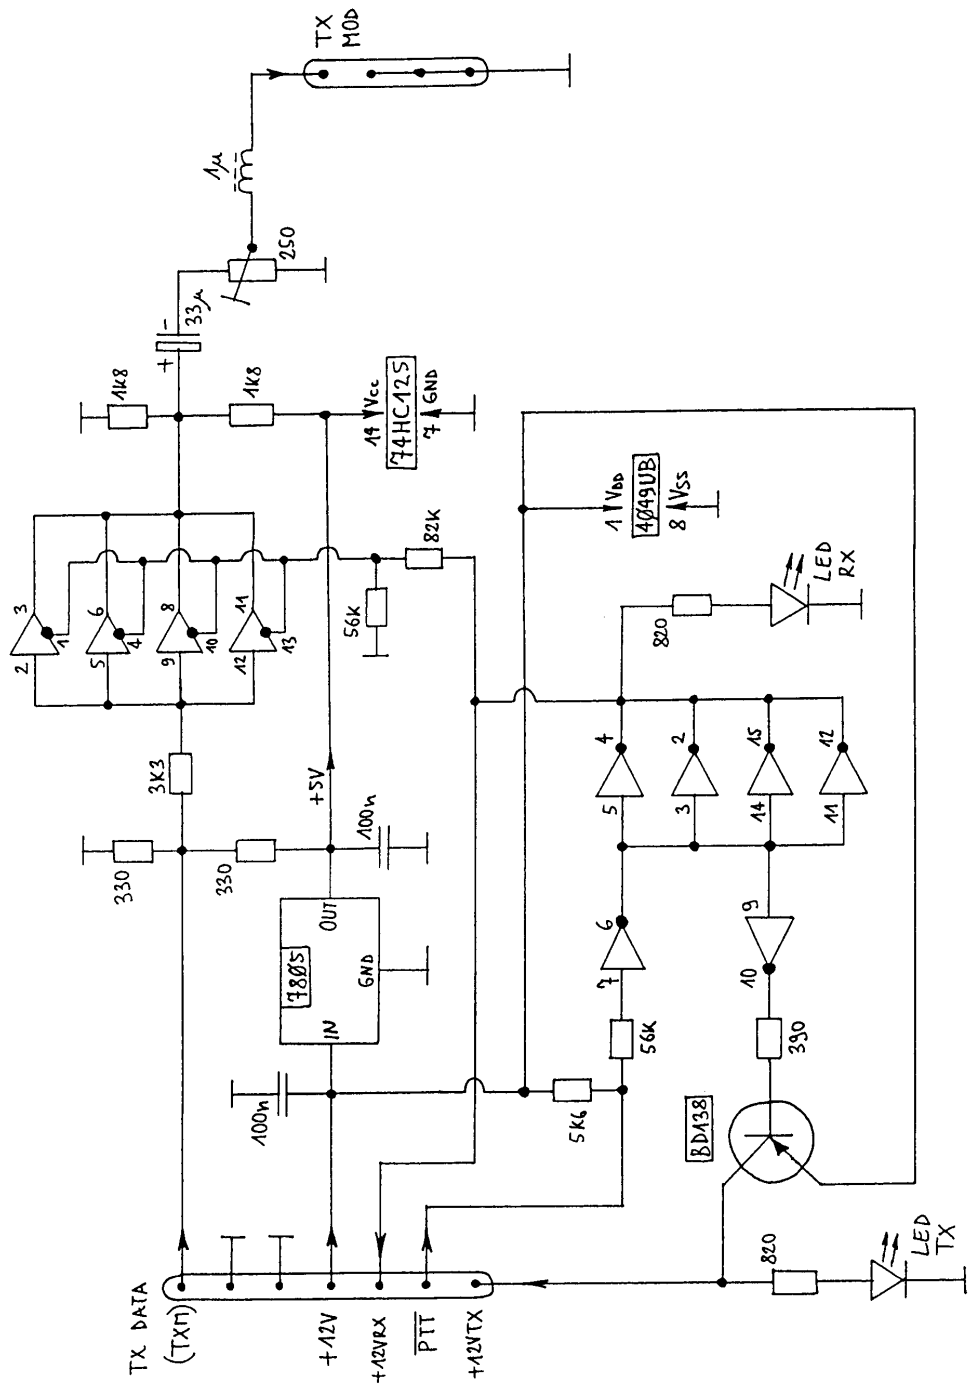 TX DATA
(TXM)
+12V
+12VRX
PTT
+12VTX
330
330
3K3
2
3
1
5
6
4
9
8
10
12
11
13
1K8
1K8
+
-
33µ
250
1µ
TX
MOD
100n
7805
IN
OUT
GND
+5V
100n
56K
82K
14 Vcc
74HC125
7 GND
5K6
56K
7
6
5
4
3
2
14
15
11
12
9
10
390
BD138
820
LED
TX
820
LED
RX
1 VDD
4049UB
8 VSS